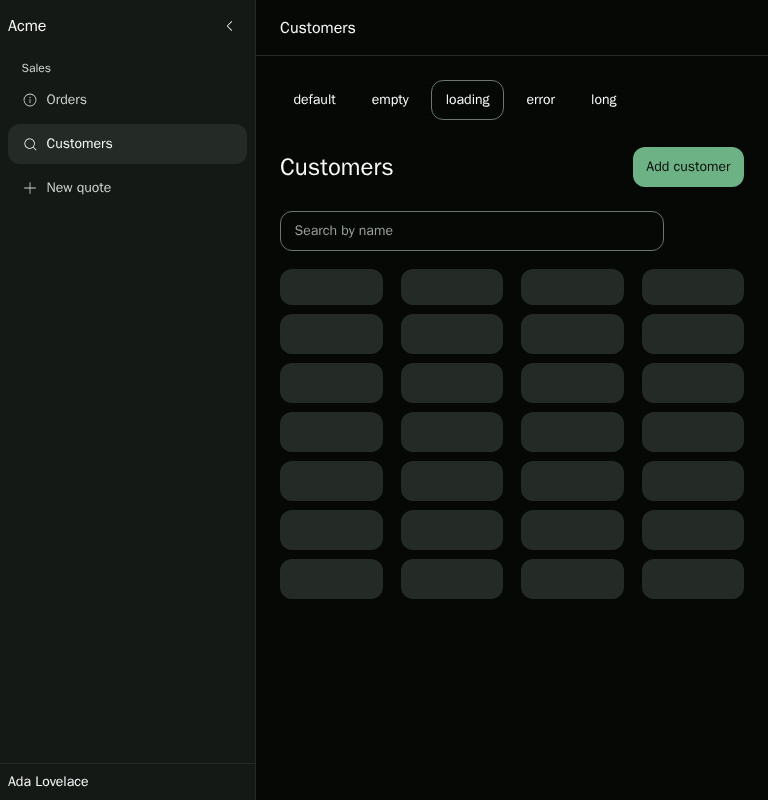 Acme
Sales
Orders
Customers
New quote
Ada Lovelace
Customers
default empty loading error long
Customers
Add customer
Search by name